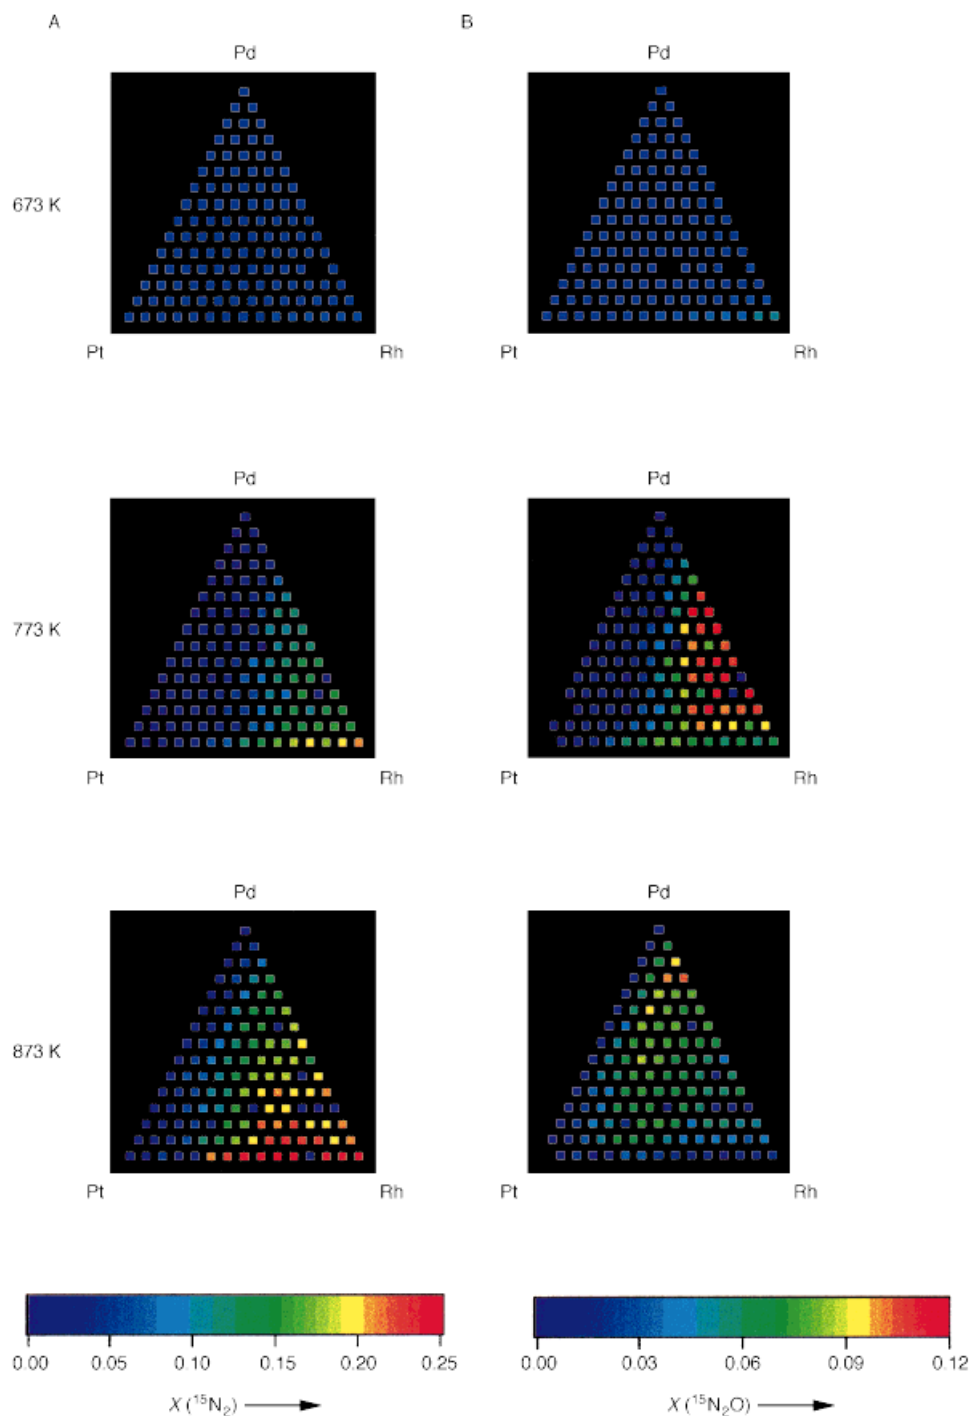 A B
Pd Pd
673 K
Pt Rh Pt Rh
Pd Pd
773 K
Pt Rh Pt Rh
Pd Pd
873 K
Pt Rh Pt Rh
0.00 0.05 0.10 0.15 0.20 0.25 0.00 0.03 0.06 0.09 0.12
X (¹⁵N₂) ⟶ X (¹⁵N₂O) ⟶